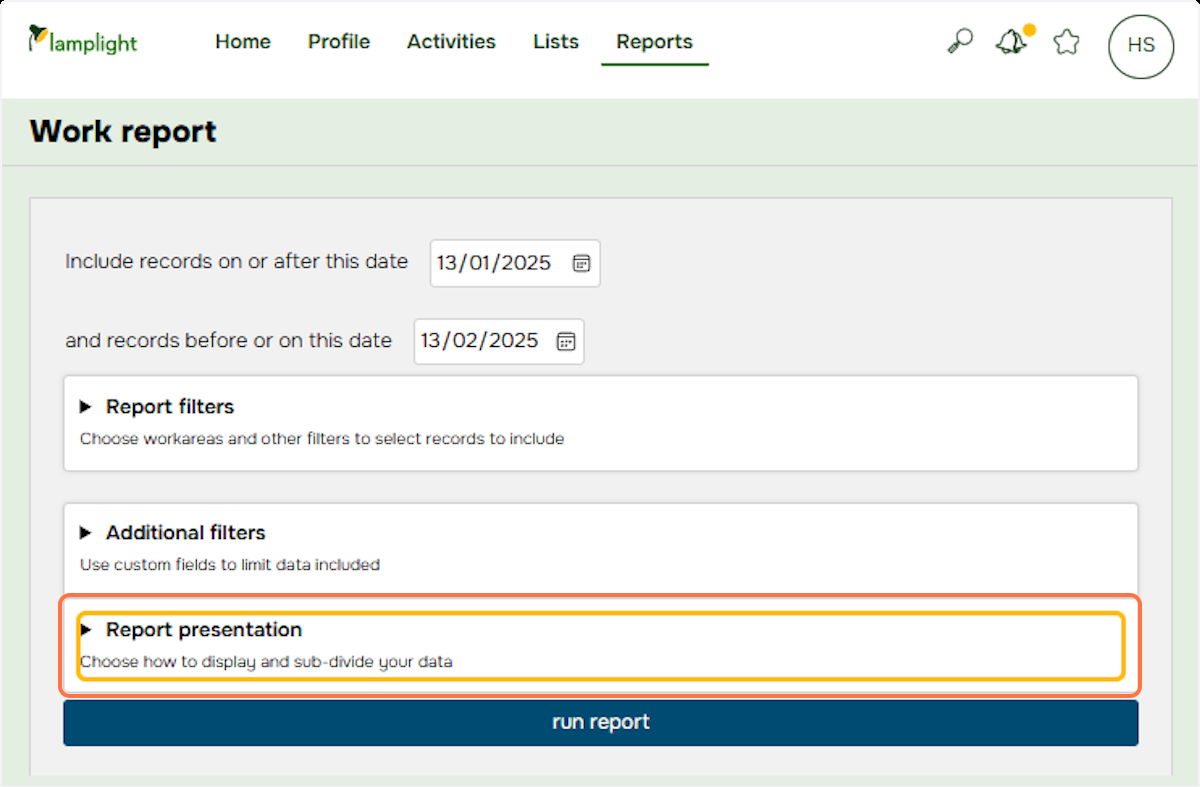 lamplight
Home Profile Activities Lists Reports
HS
Work report
Include records on or after this date 13/01/2025
and records before or on this date 13/02/2025
Report filters
Choose workareas and other filters to select records to include
Additional filters
Use custom fields to limit data included
Report presentation
Choose how to display and sub-divide your data
run report